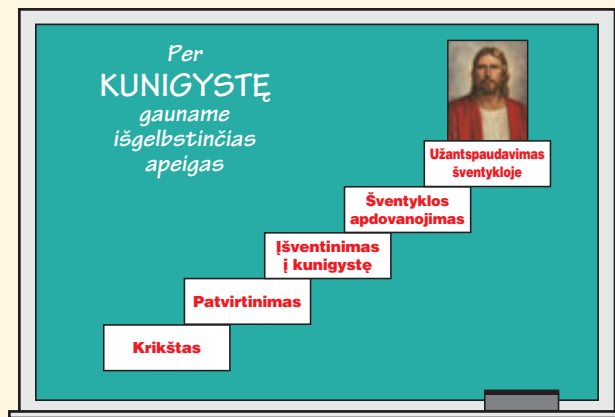 Per
KUNIGYSTĘ
gauname
išgelbstinčias
apeigas
Užantspaudavimas
šventykloje
Šventyklos
apdovanojimas
Įšventinimas
į kunigystę
Patvirtinimas
Krikštas